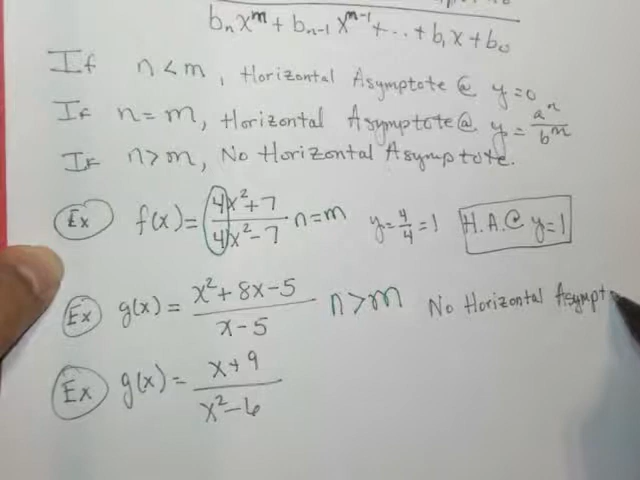 bₙxᵐ + bₙ₋₁xᵐ⁻¹ + ... + b₁x + b₀
If n < m, Horizontal Asymptote @ y = 0
If n = m, Horizontal Asymptote @ y = aⁿ/bᵐ
If n > m, No Horizontal Asymptote.
Ex f(x) = (4x² + 7)/(4x² - 7) n = m y = 4/4 = 1 H.A@ y = 1
Ex g(x) = (x² + 8x - 5)/(x - 5) n > m No Horizontal Asympt
Ex g(x) = (x + 9)/(x² - 6)